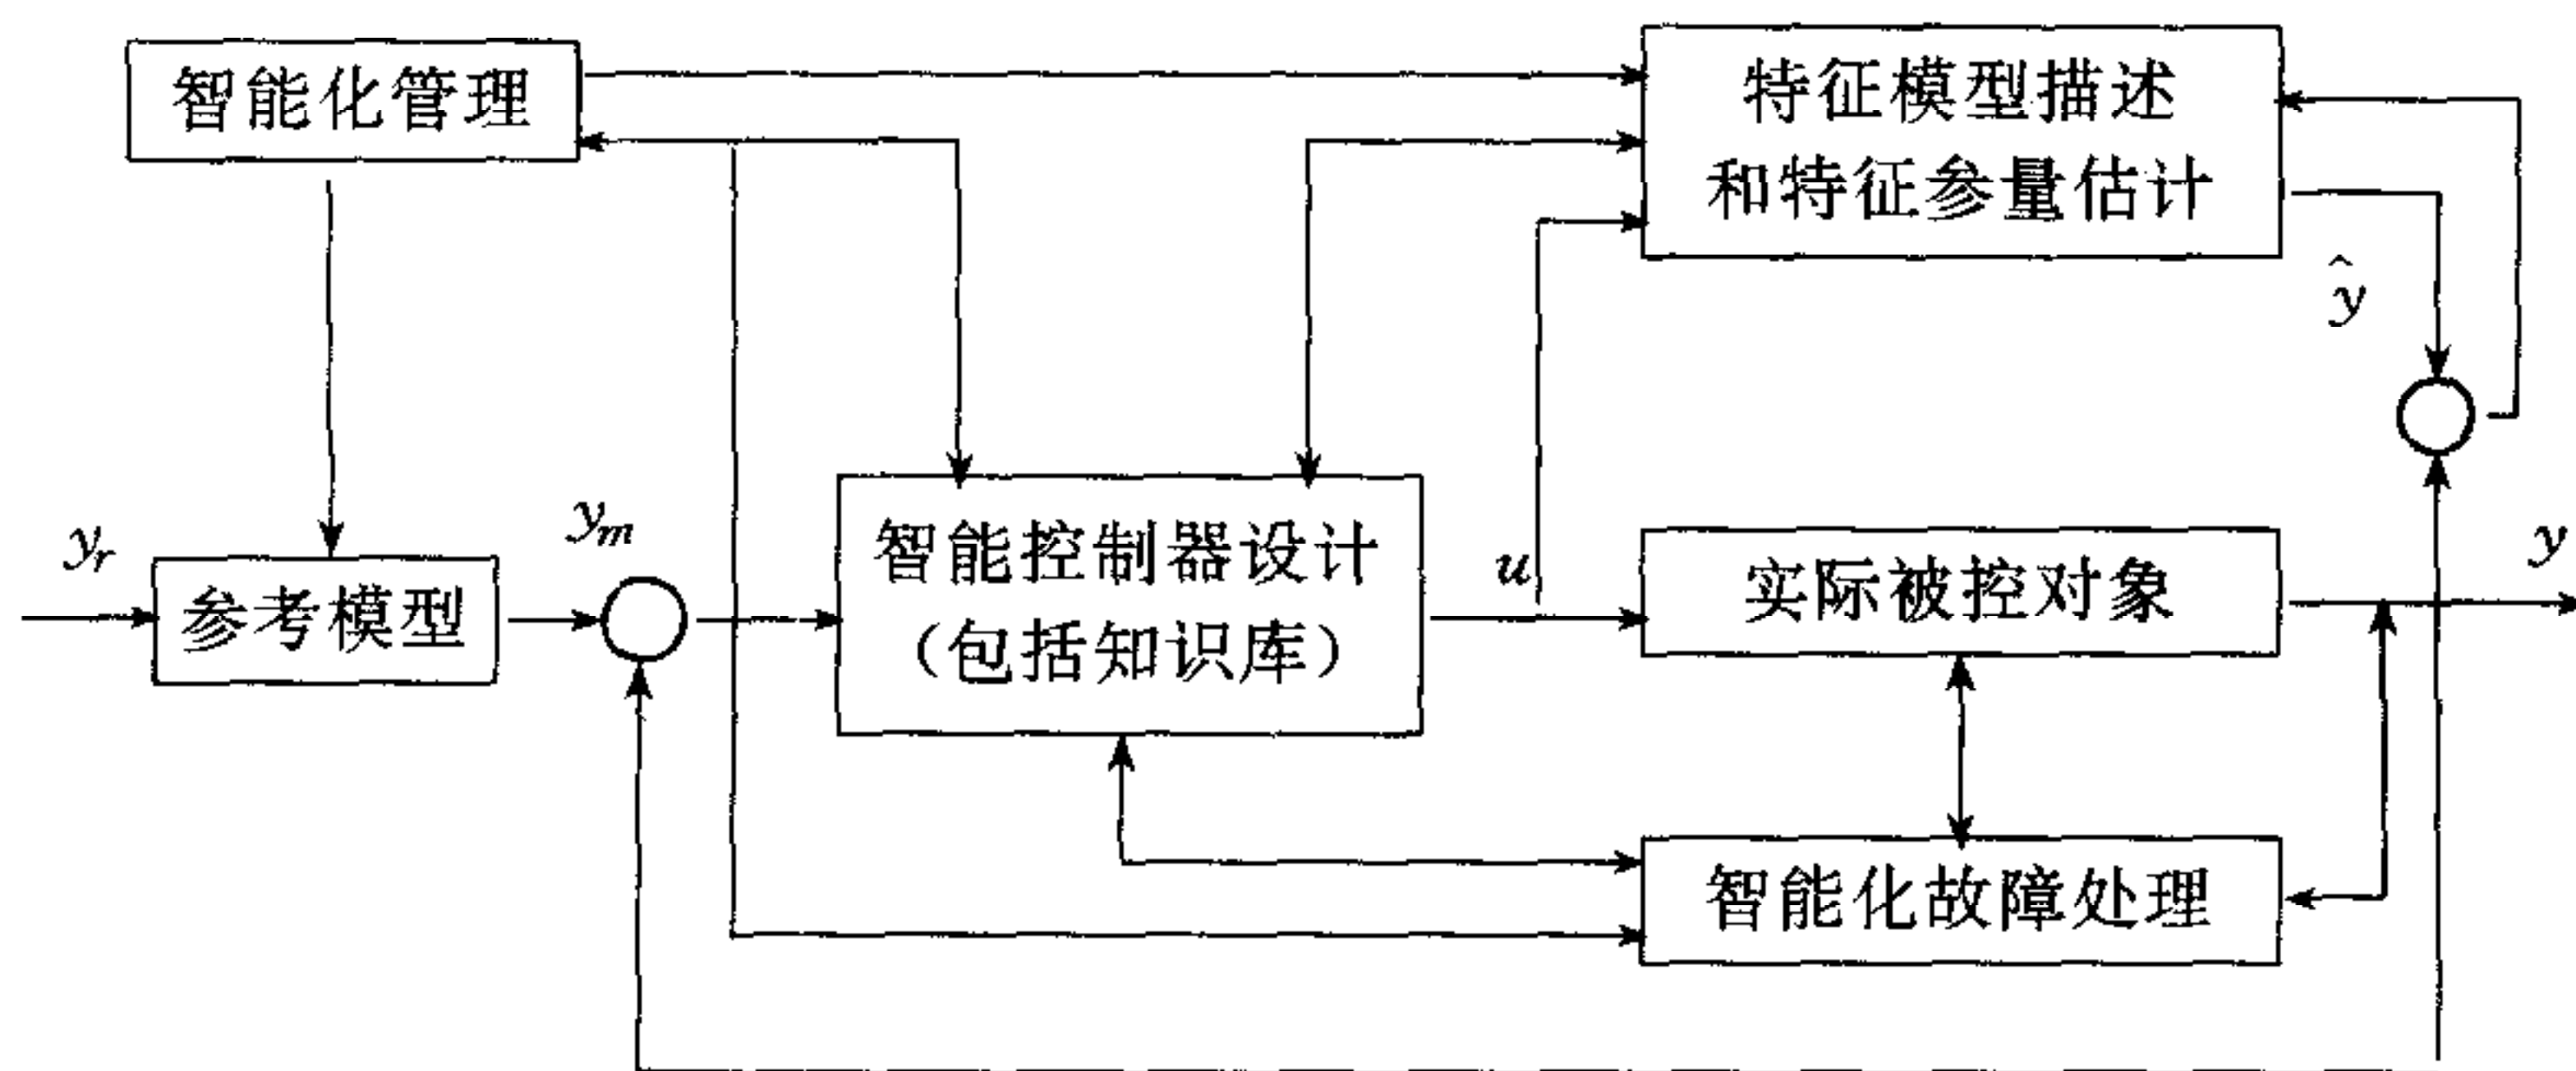 智能化管理
特征模型描述
和特征参量估计
ŷ
y_r
参考模型
y_m
智能控制器设计
(包括知识库)
u
实际被控对象
y
智能化故障处理